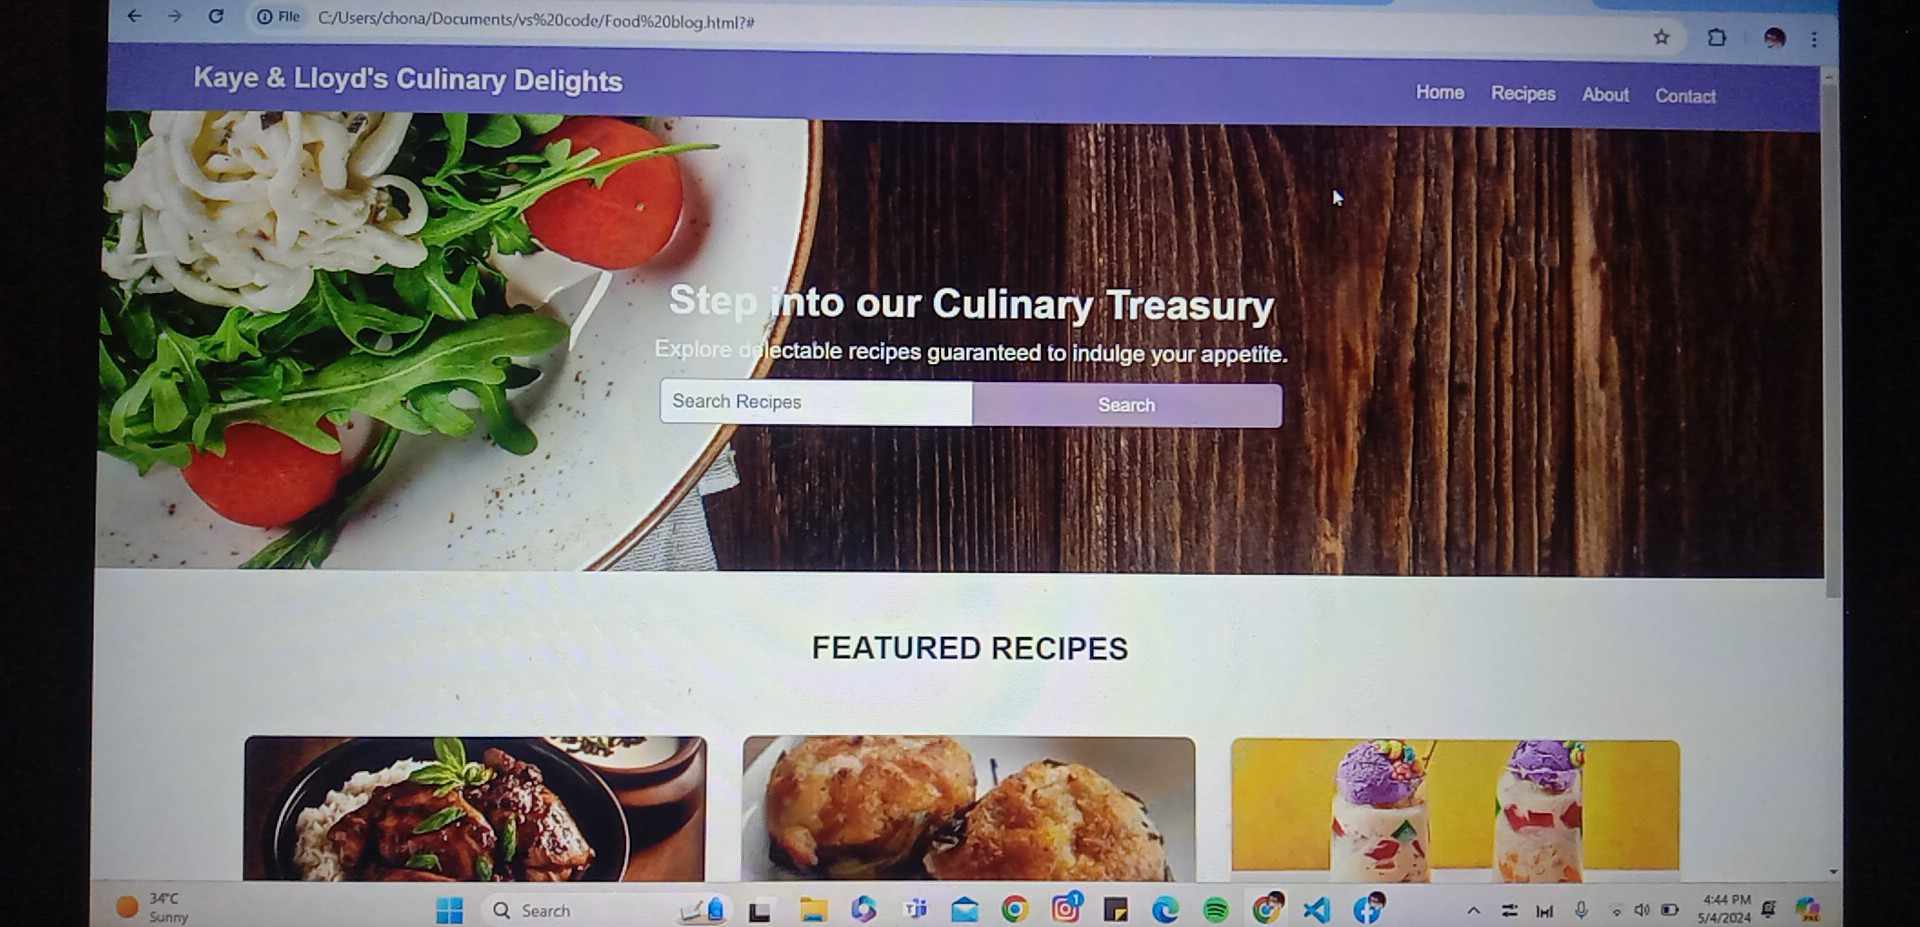 File C:/Users/chona/Documents/vs%20code/Food%20blog.html?#
Kaye & Lloyd's Culinary Delights
Home Recipes About Contact
Step into our Culinary Treasury
Explore delectable recipes guaranteed to indulge your appetite.
Search Recipes Search
FEATURED RECIPES
34°C
Sunny
Search
1
4:44 PM
5/4/2024
PRE